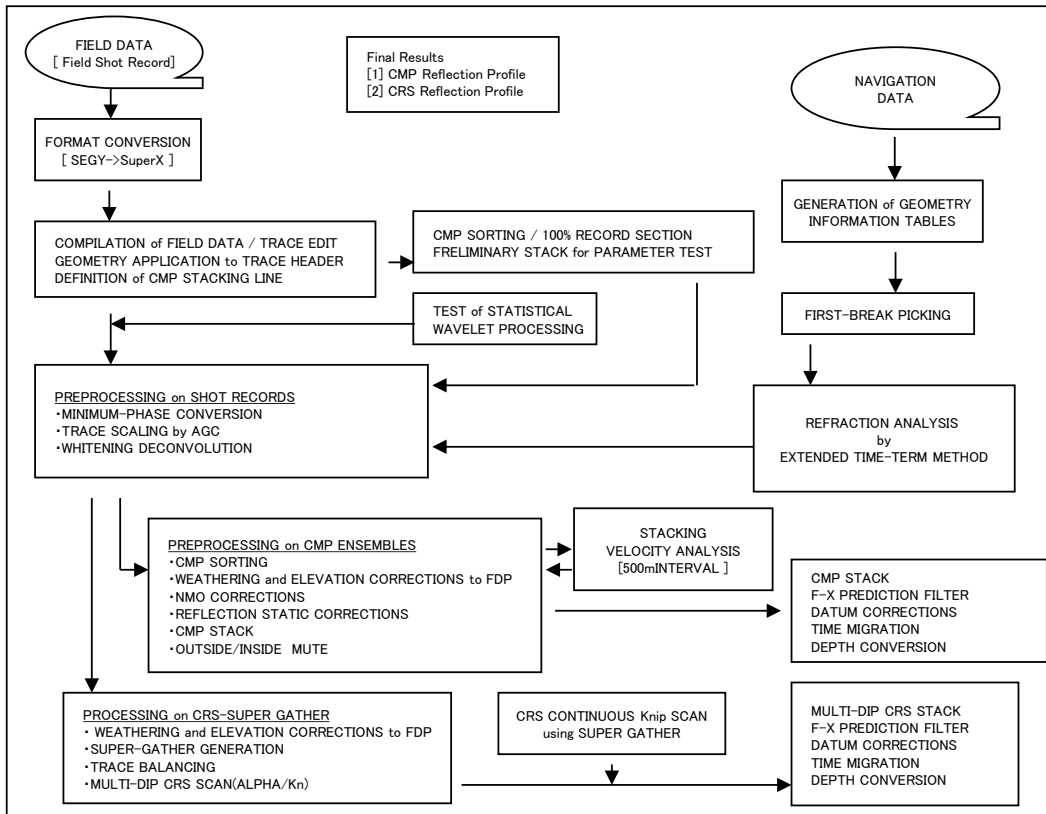 FIELD DATA
[ Field Shot Record]
Final Results
[1] CMP Reflection Profile
[2] CRS Reflection Profile
NAVIGATION
DATA
FORMAT CONVERSION
[ SEGY->SuperX ]
GENERATION of GEOMETRY
INFORMATION TABLES
COMPILATION of FIELD DATA / TRACE EDIT
GEOMETRY APPLICATION to TRACE HEADER
DEFINITION of CMP STACKING LINE
CMP SORTING / 100% RECORD SECTION
FRELIMINARY STACK for PARAMETER TEST
TEST of STATISTICAL
WAVELET PROCESSING
FIRST-BREAK PICKING
PREPROCESSING on SHOT RECORDS
・MINIMUM-PHASE CONVERSION
・TRACE SCALING by AGC
・WHITENING DECONVOLUTION
REFRACTION ANALYSIS
by
EXTENDED TIME-TERM METHOD
PREPROCESSING on CMP ENSEMBLES
・CMP SORTING
・WEATHERING and ELEVATION CORRECTIONS to FDP
・NMO CORRECTIONS
・REFLECTION STATIC CORRECTIONS
・CMP STACK
・OUTSIDE/INSIDE MUTE
STACKING
VELOCITY ANALYSIS
[500mINTERVAL ]
CMP STACK
F-X PREDICTION FILTER
DATUM CORRECTIONS
TIME MIGRATION
DEPTH CONVERSION
PROCESSING on CRS-SUPER GATHER
・ WEATHERING and ELEVATION CORRECTIONS to FDP
・SUPER-GATHER GENERATION
・TRACE BALANCING
・MULTI-DIP CRS SCAN(ALPHA/Kn)
CRS CONTINUOUS Knip SCAN
using SUPER GATHER
MULTI-DIP CRS STACK
F-X PREDICTION FILTER
DATUM CORRECTIONS
TIME MIGRATION
DEPTH CONVERSION